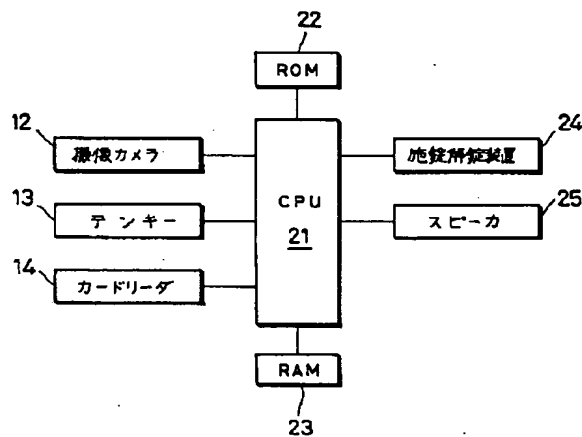 22
ROM
12
撮像カメラ
24
施錠解錠装置
13
テンキー
CPU
21
25
スピーカ
14
カードリーダ
RAM
23